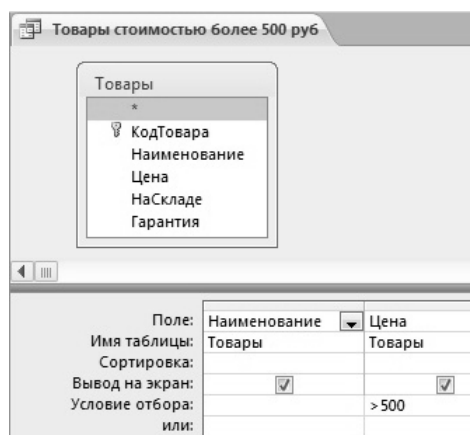 Товары стоимостью более 500 руб
Товары
*
КодТовара
Наименование
Цена
НаСкладе
Гарантия
Поле: Наименование Цена
Имя таблицы: Товары Товары
Сортировка:
Вывод на экран:
Условие отбора: >500
или: